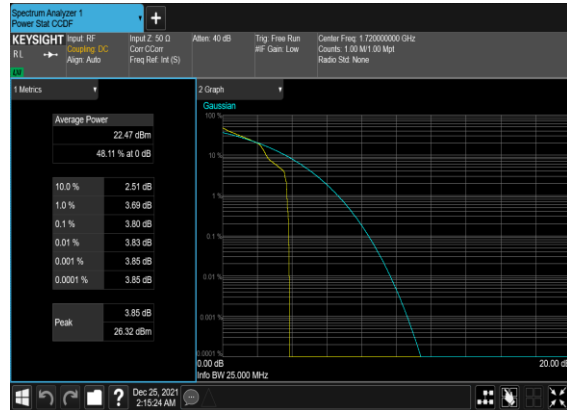 Spectrum Analyzer 1
Power Stat CCDF
KEYSIGHT
RL
Input: RF
Coupling: DC
Align: Auto
Input Z: 50 Ω
Corr CCorr
Freq Ref: Int (S)
Atten: 40 dB
Trig: Free Run
#IF Gain: Low
Center Freq: 1.720000000 GHz
Counts: 1.00 M/1.00 Mpt
Radio Std: None
1 Metrics
Average Power
22.47 dBm
48.11 % at 0 dB
10.0 % 2.51 dB
1.0 % 3.69 dB
0.1 % 3.80 dB
0.01 % 3.83 dB
0.001 % 3.85 dB
0.0001 % 3.85 dB
Peak
3.85 dB
26.32 dBm
2 Graph
Gaussian
100 %
10 %
1 %
0.1 %
0.01 %
0.001 %
0.0001 %
0.00 dB
20.00 dB
Info BW 25.000 MHz
?
Dec 25, 2021
2:15:24 AM